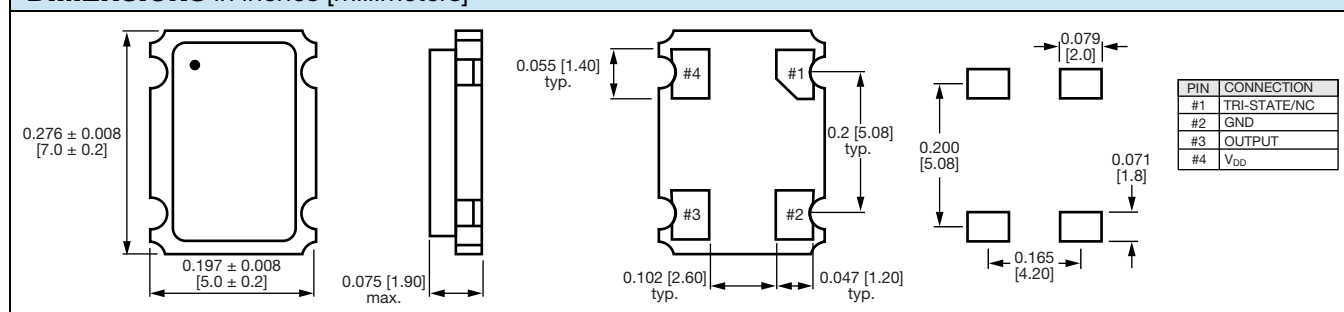 Dimensions in inches [millimeters]
0.276 ± 0.008
[7.0 ± 0.2]
0.197 ± 0.008
[5.0 ± 0.2]
0.075 [1.90]
max.
0.055 [1.40]
typ.
#4
#1
#3
#2
0.2 [5.08]
typ.
0.102 [2.60]
typ.
0.047 [1.20]
typ.
0.079
[2.0]
0.200
[5.08]
0.071
[1.8]
0.165
[4.20]
PIN CONNECTION
#1 TRI-STATE/NC
#2 GND
#3 OUTPUT
#4 VDD